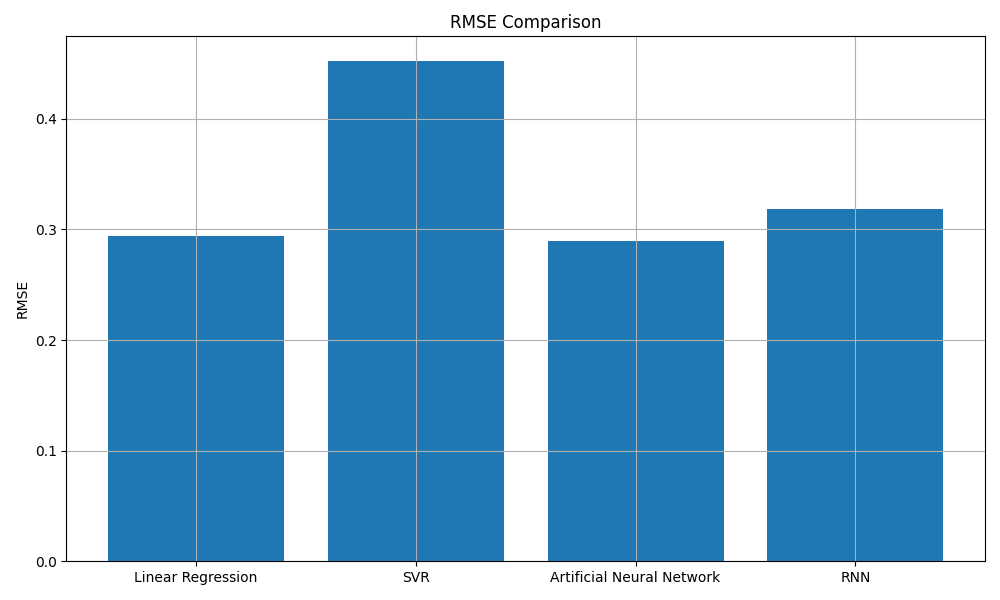 RMSE Comparison
RMSE
0.4
0.3
0.2
0.1
0.0
Linear Regression
SVR
Artificial Neural Network
RNN